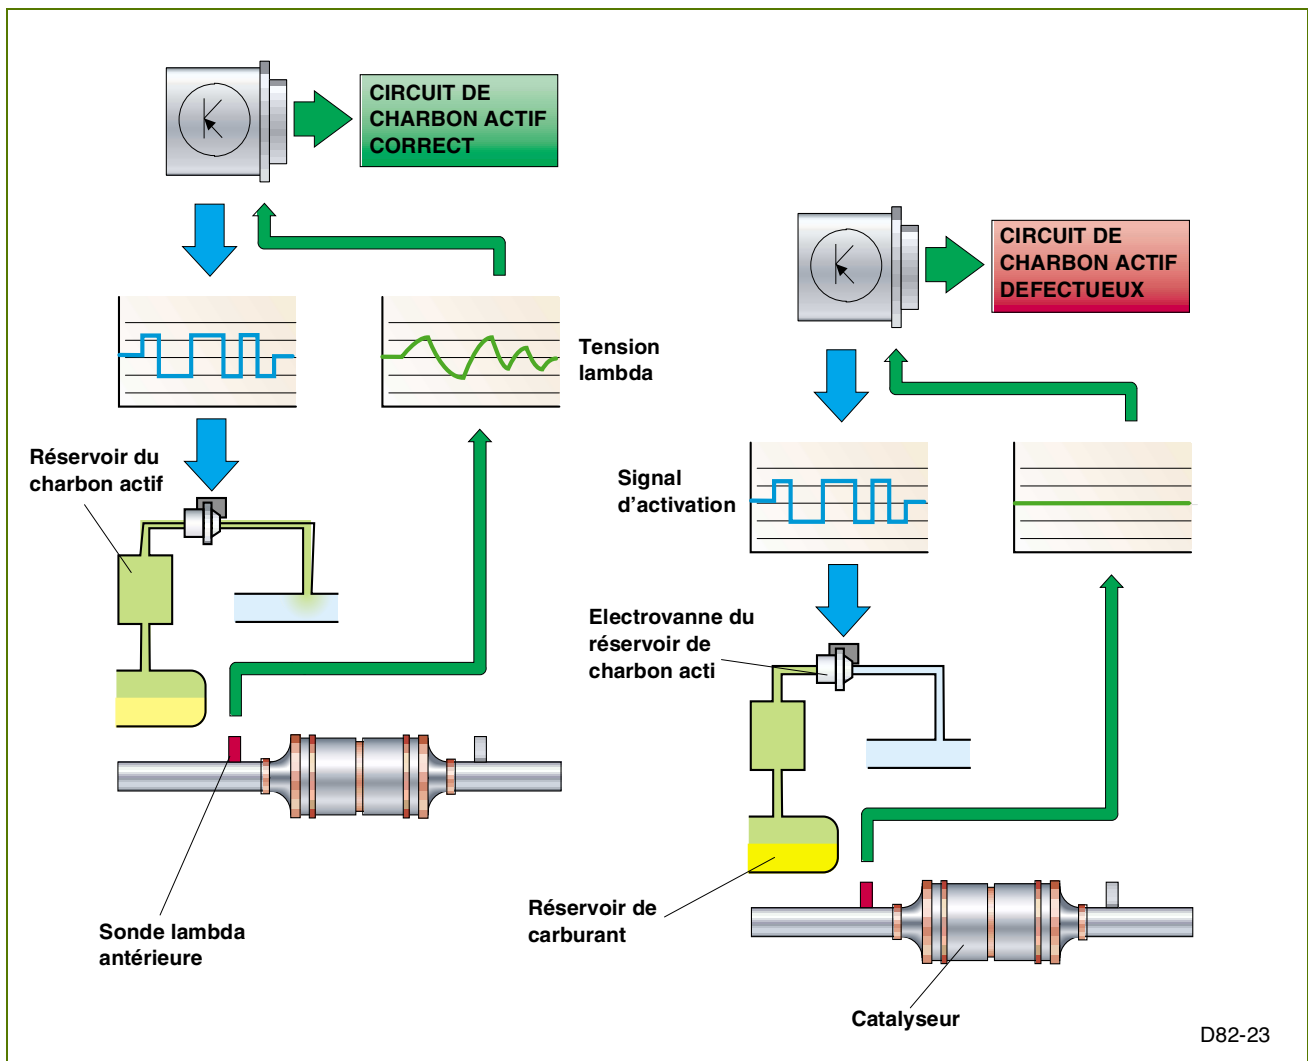 CIRCUIT DE
CHARBON ACTIF
CORRECT
CIRCUIT DE
CHARBON ACTIF
DEFECTUEUX
Tension
lambda
Réservoir du
charbon actif
Signal
d’activation
Electrovanne du
réservoir de
charbon acti
Réservoir de
carburant
Sonde lambda
antérieure
Catalyseur
D82-23